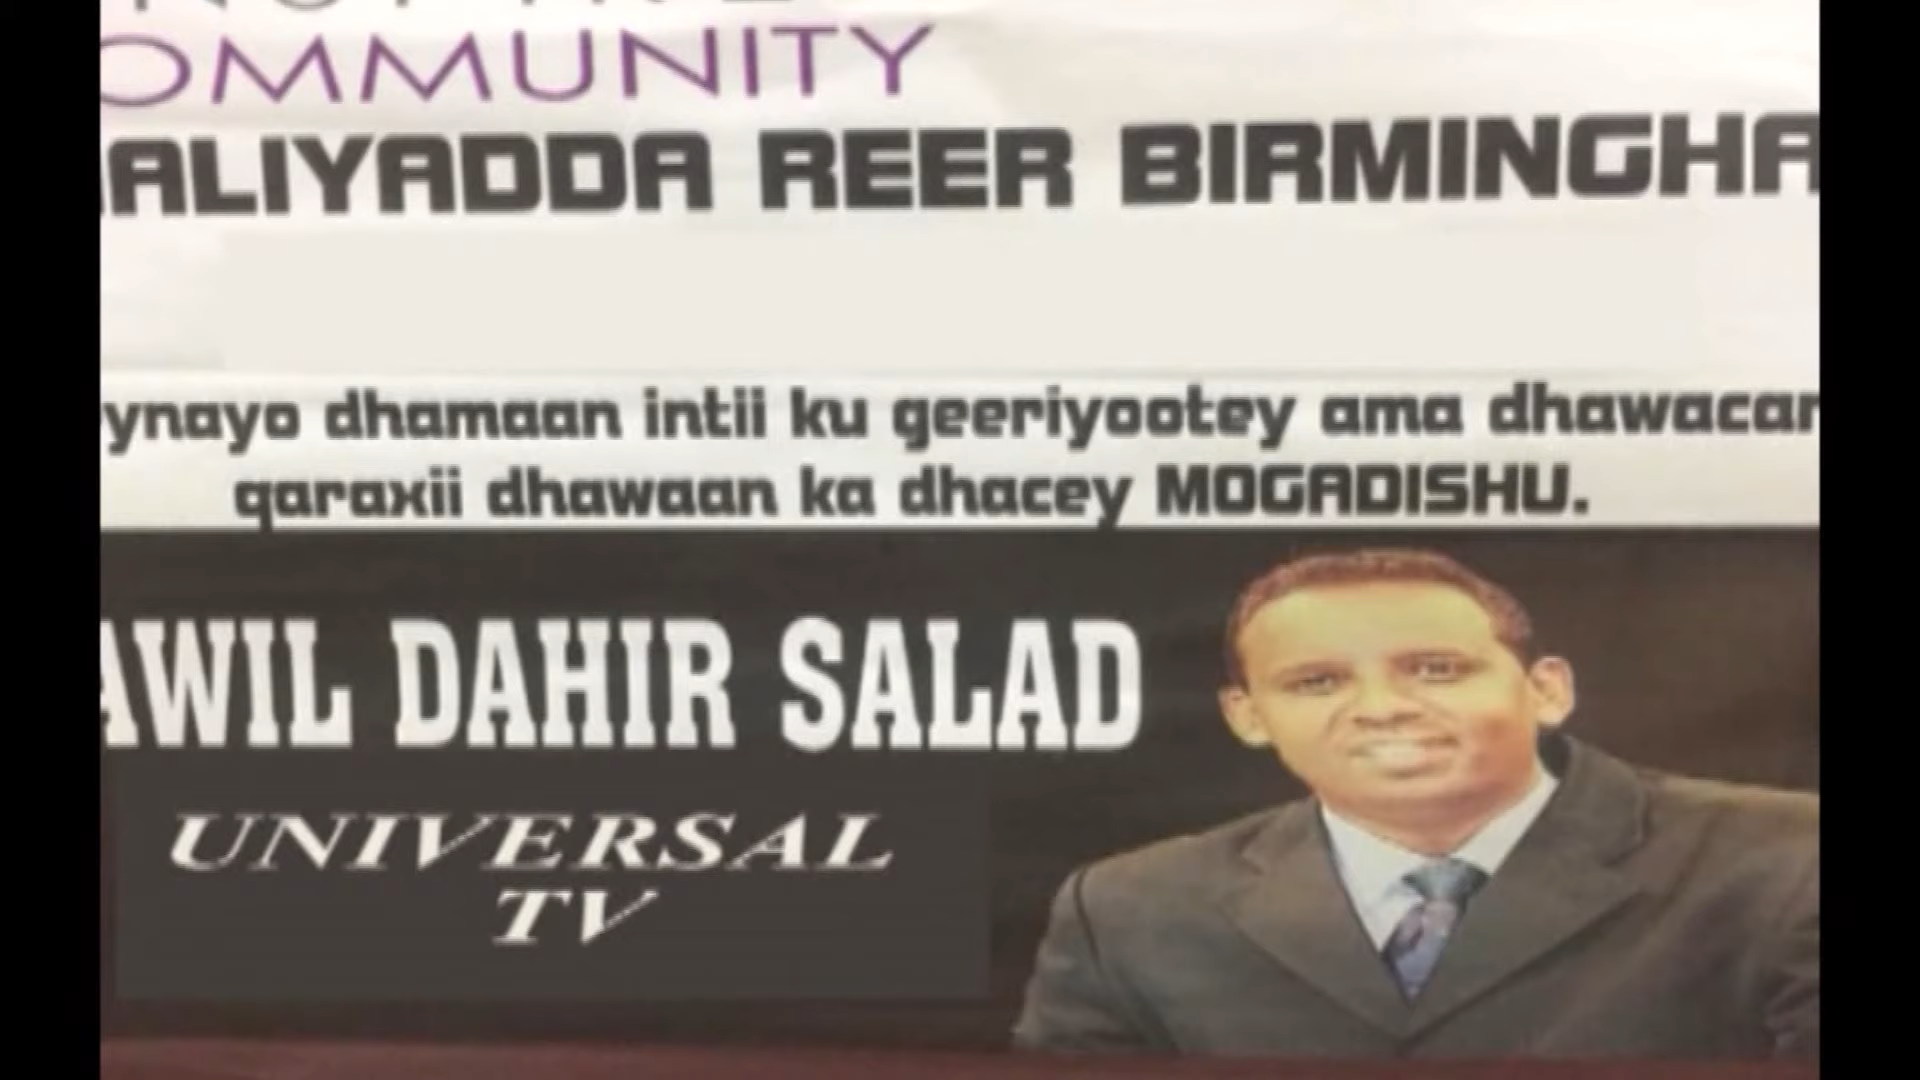 OMMUNITY
ALIYADDA REER BIRMINGHA
ynayo dhamaan intii ku geeriyootey ama dhawacan
qaraxii dhawaan ka dhacey MOGADISHU.
AWIL DAHIR SALAD
UNIVERSAL
TV